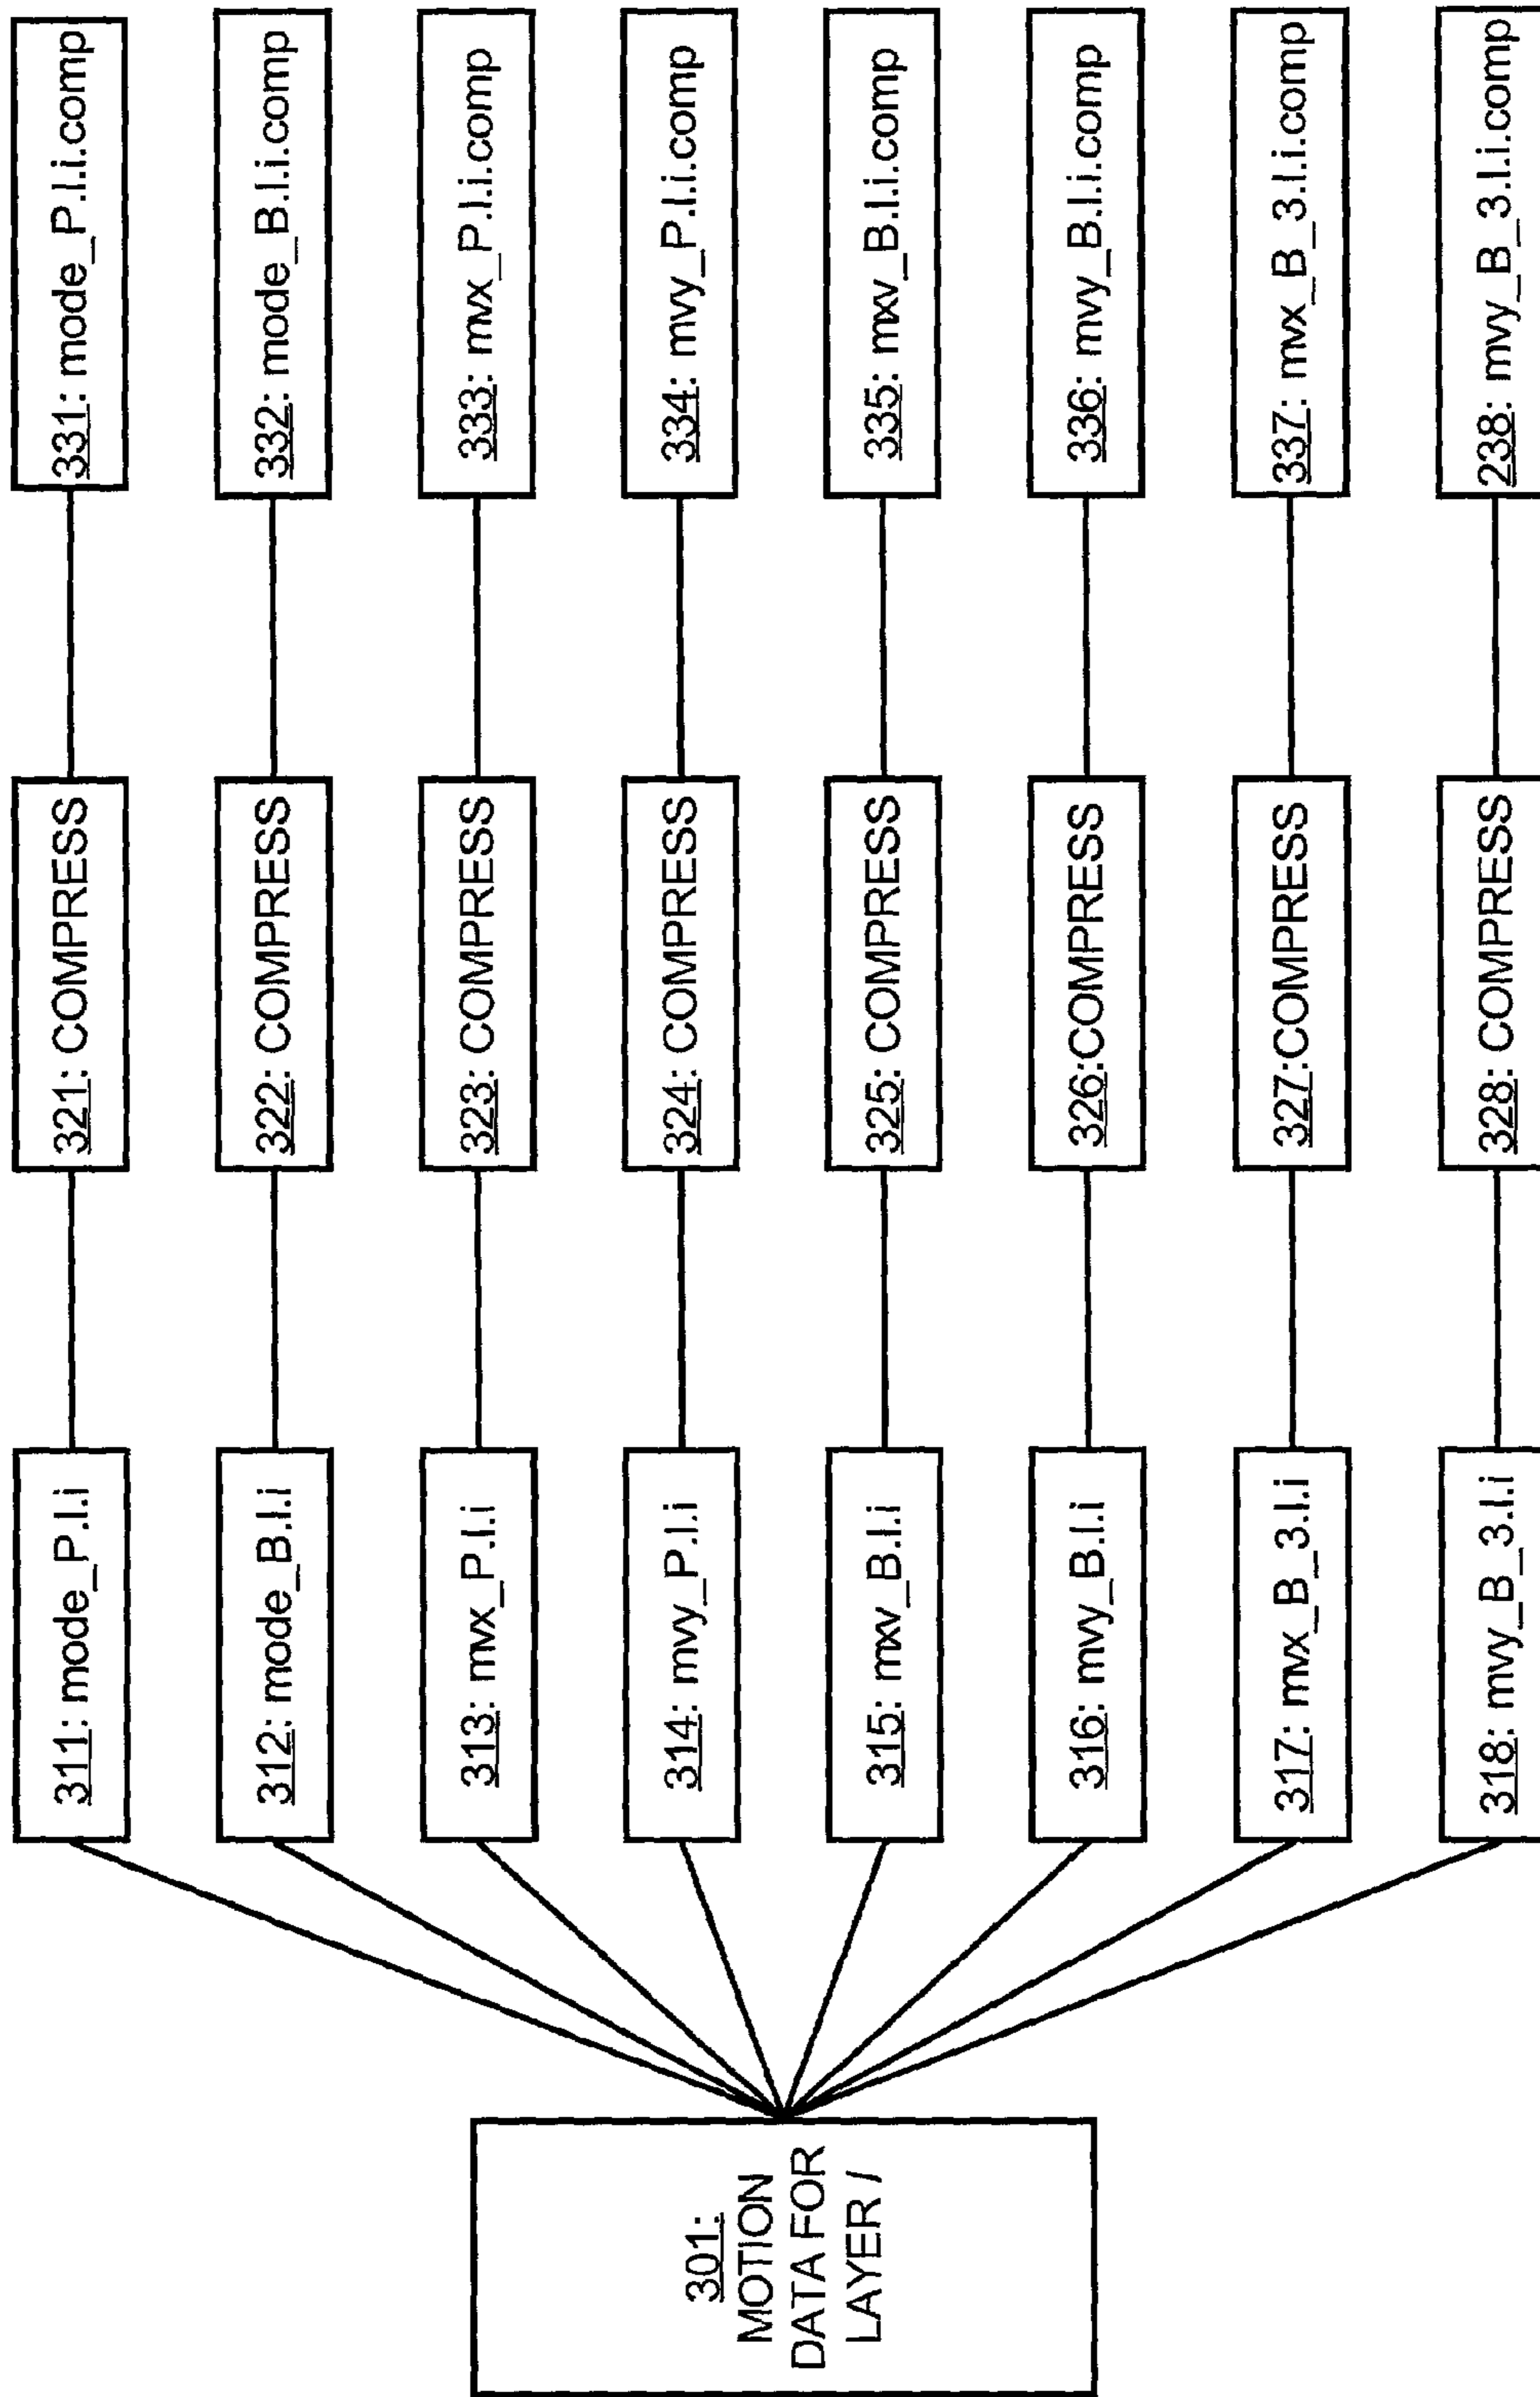 301:
MOTION
DATA FOR
LAYER l
311: mode_P.l.i
321: COMPRESS
331: mode_P.l.i.comp
312: mode_B.l.i
322: COMPRESS
332: mode_B.l.i.comp
313: mvx_P.l.i
323: COMPRESS
333: mvx_P.l.i.comp
314: mvy_P.l.i
324: COMPRESS
334: mvy_P.l.i.comp
315: mxv_B.l.i
325: COMPRESS
335: mxv_B.l.i.comp
316: mvy_B.l.i
326:COMPRESS
336: mvy_B.l.i.comp
317: mvx_B_3.l.i
327:COMPRESS
337: mvx_B_3.l.i.comp
318: mvy_B_3.l.i
328: COMPRESS
238: mvy_B_3.l.i.comp